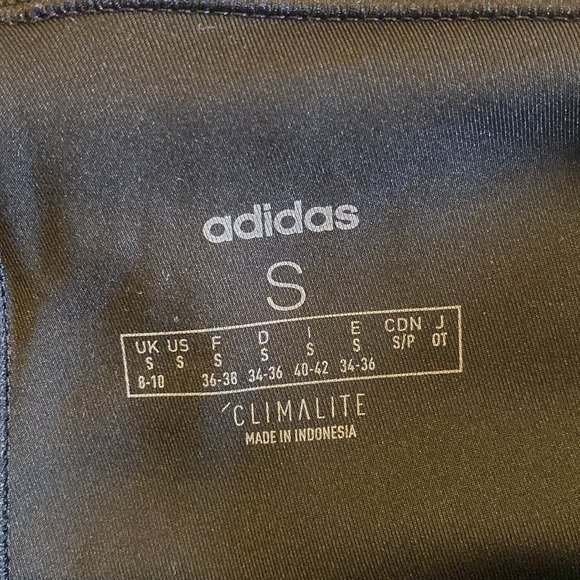 adidas
S
UK US F D I E CDN J
S S S S S S S/P OT
8-10 36-38 34-36 40-42 34-36
CLIMALITE
MADE IN INDONESIA